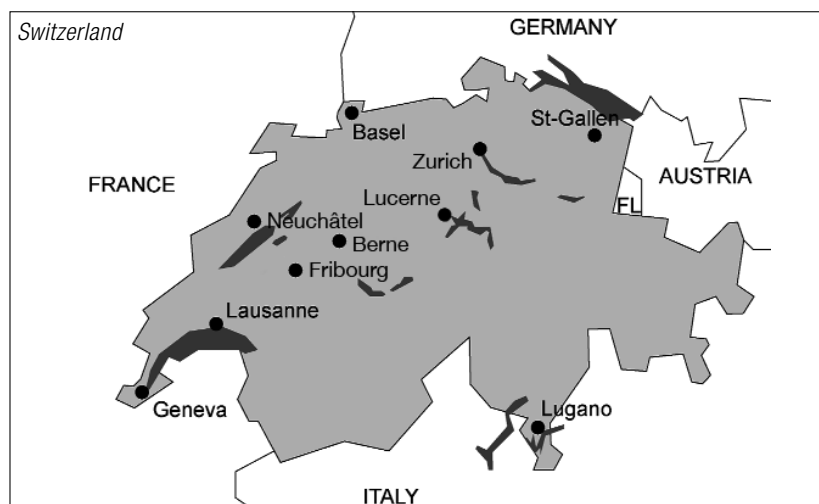 Switzerland
GERMANY
Basel
St-Gallen
Zurich
FRANCE
AUSTRIA
Lucerne
FL
Neuchâtel
Berne
Fribourg
Lausanne
Geneva
Lugano
ITALY